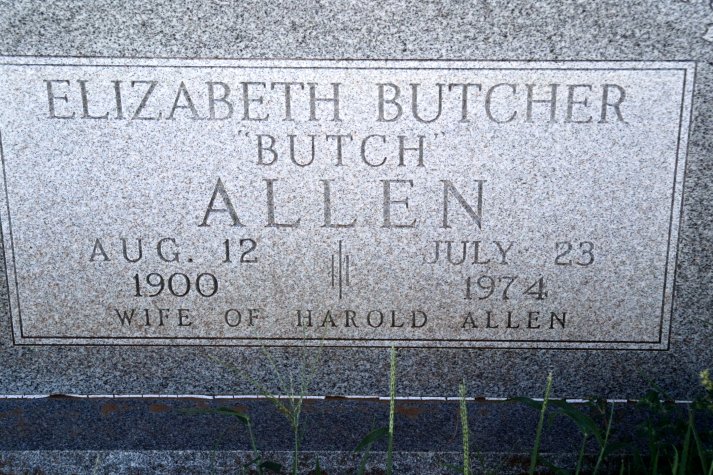 ELIZABETH BUTCHER
"BUTCH"
ALLEN
AUG. 12 JULY 23
1900 1974
WIFE OF HAROLD ALLEN